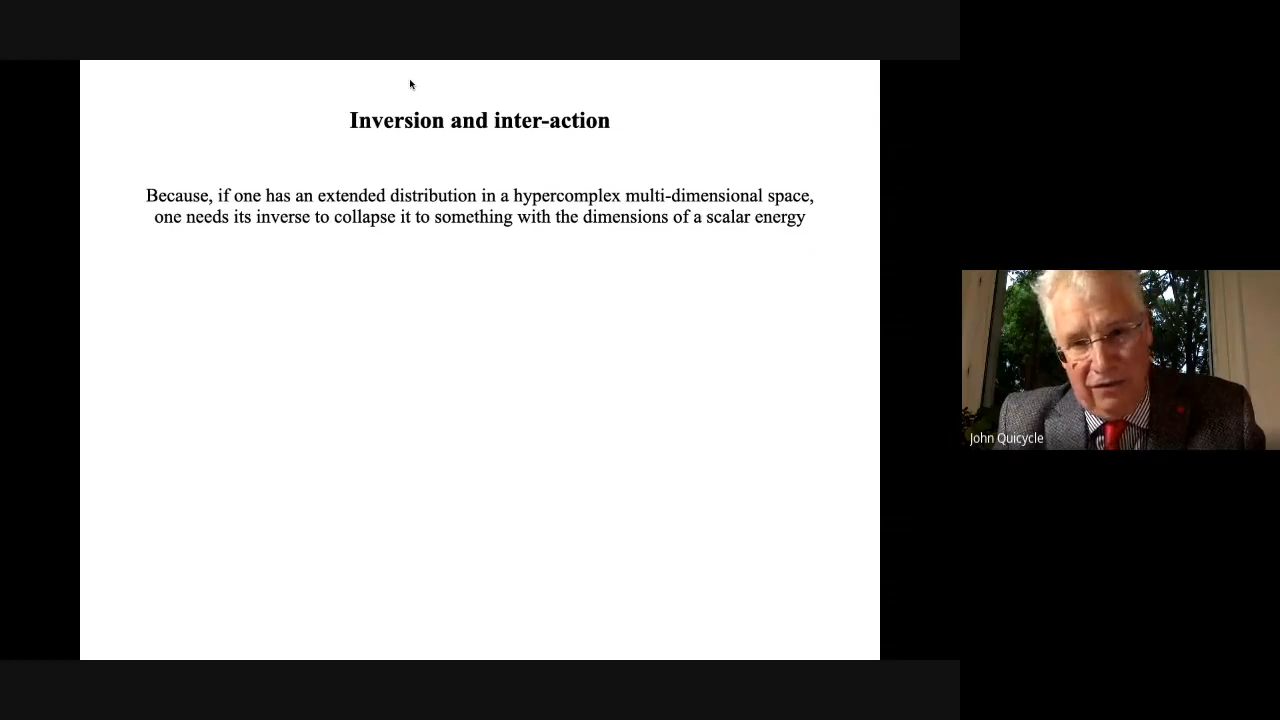 Inversion and inter-action
Because, if one has an extended distribution in a hypercomplex multi-dimensional space,
one needs its inverse to collapse it to something with the dimensions of a scalar energy
John Quicycle